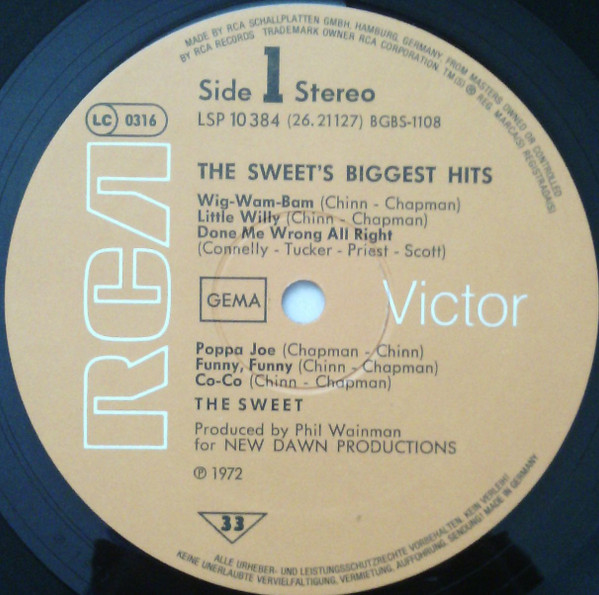 MADE BY RCA SCHALLPLATTEN GMBH, HAMBURG, GERMANY, FROM MASTERS OWNED OR CONTROLLED
BY RCA RECORDS TRADEMARK OWNER RCA CORPORATION. TM(S) ® REG. MARCA(S) REGISTRADA(S)
Side 1 Stereo
LSP 10 384 (26.21127) BGBS-1108
LC 0316
RCA
THE SWEET'S BIGGEST HITS
Wig-Wam-Bam (Chinn - Chapman)
Little Willy (Chinn - Chapman)
Done Me Wrong All Right
(Connelly - Tucker - Priest - Scott)
GEMA
Victor
Poppa Joe (Chapman - Chinn)
Funny, Funny (Chinn - Chapman)
Co-Co (Chinn - Chapman)
THE SWEET
Produced by Phil Wainman
for NEW DAWN PRODUCTIONS
℗ 1972
33
ALLE URHEBER- UND LEISTUNGSSCHUTZRECHTE VORBEHALTEN. KEIN VERLEIH!
KEINE UNERLAUBTE VERVIELFÄLTIGUNG, VERMIETUNG, AUFFÜHRUNG, SENDUNG! MADE IN GERMANY